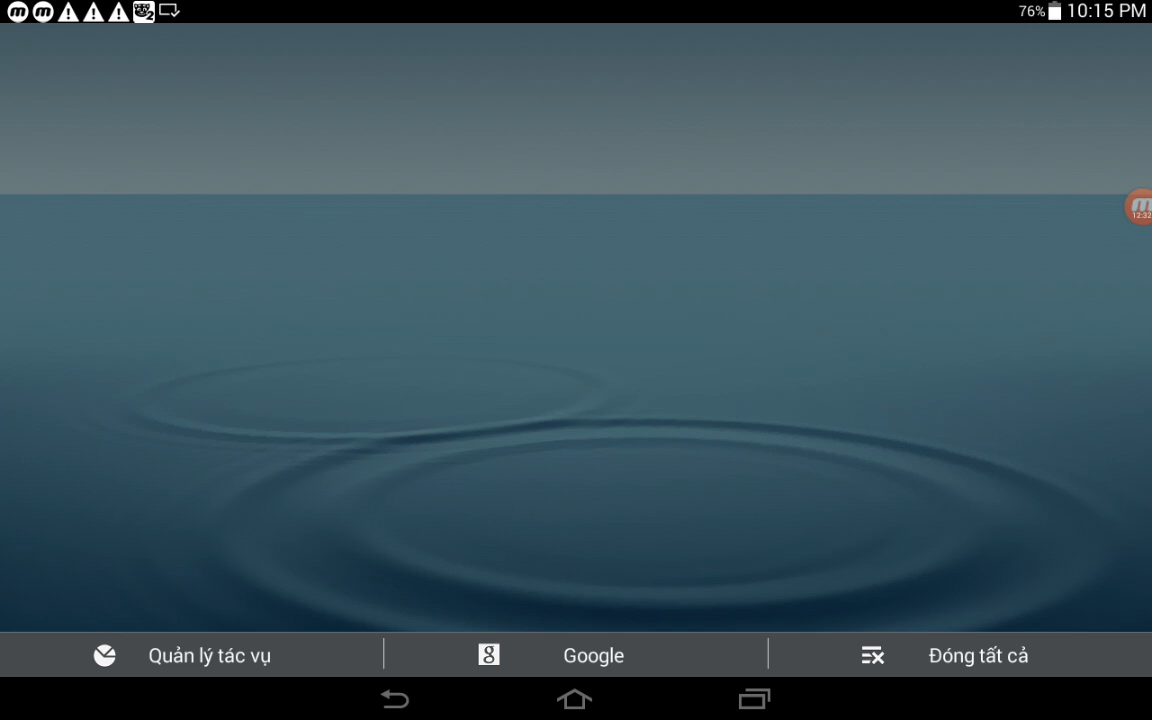 76% 10:15 PM
12:32
Quản lý tác vụ
Google
Đóng tất cả